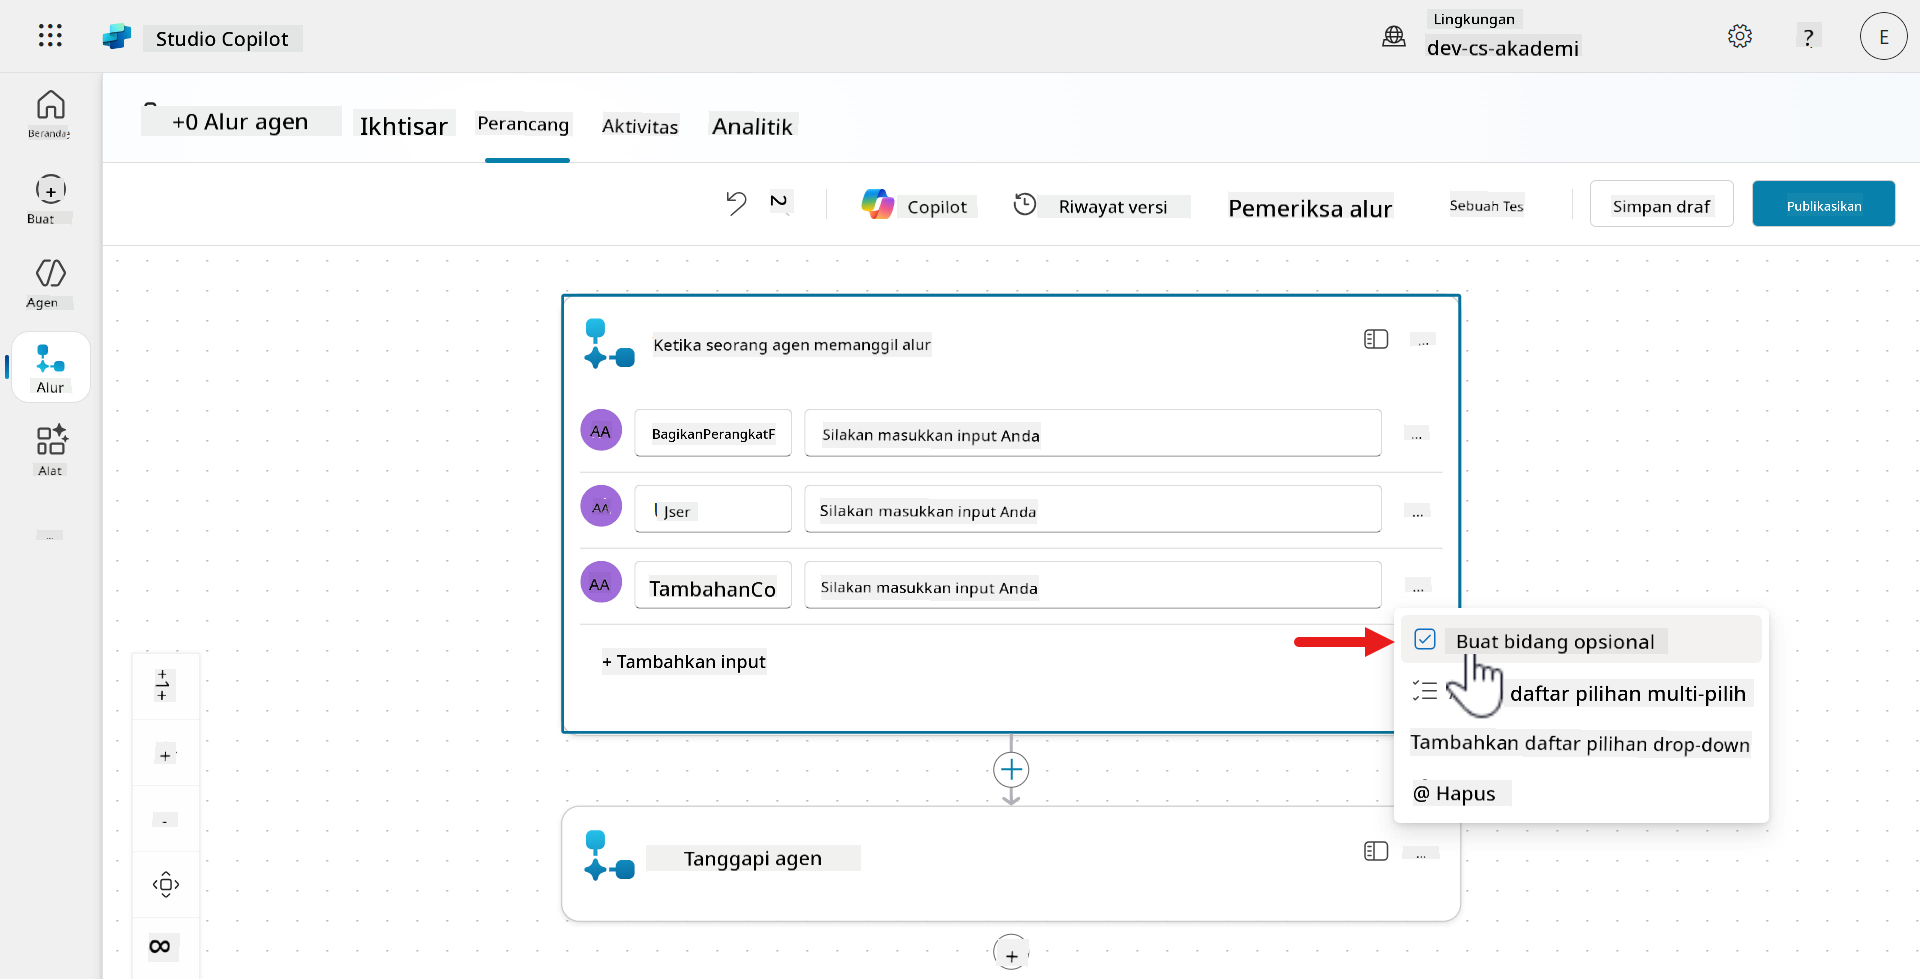 Studio Copilot
Lingkungan
dev-cs-akademi
?
E
Beranda
Buat
Agen
Alur
Alat
...
+0 Alur agen
Ikhtisar
Perancang
Aktivitas
Analitik
Copilot
Riwayat versi
Pemeriksa alur
Sebuah Tes
Simpan draf
Publikasikan
Ketika seorang agen memanggil alur
...
AA
BagikanPerangkatF
Silakan masukkan input Anda
...
AA
Jser
Silakan masukkan input Anda
...
AA
TambahanCo
Silakan masukkan input Anda
...
+ Tambahkan input
Buat bidang opsional
daftar pilihan multi-pilih
Tambahkan daftar pilihan drop-down
@ Hapus
Tanggapi agen
...